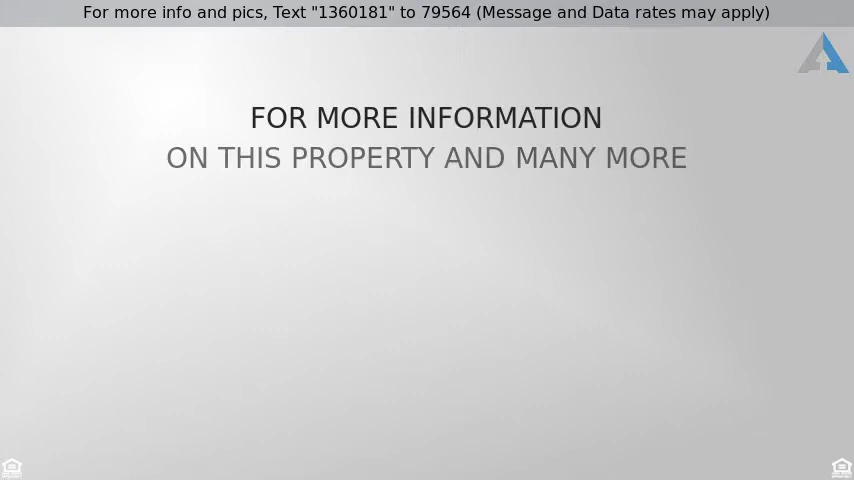 For more info and pics, Text "1360181" to 79564 (Message and Data rates may apply)
FOR MORE INFORMATION
ON THIS PROPERTY AND MANY MORE